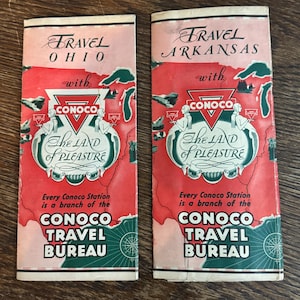 TRAVEL
OHIO
with
CONOCO
The LAND
of PLEASURE
Every Conoco Station
is a branch of the
CONOCO
TRAVEL
BUREAU
TRAVEL
ARKANSAS
with
CONOCO
The LAND
of PLEASURE
Every Conoco Station
is a branch of the
CONOCO
TRAVEL
BUREAU